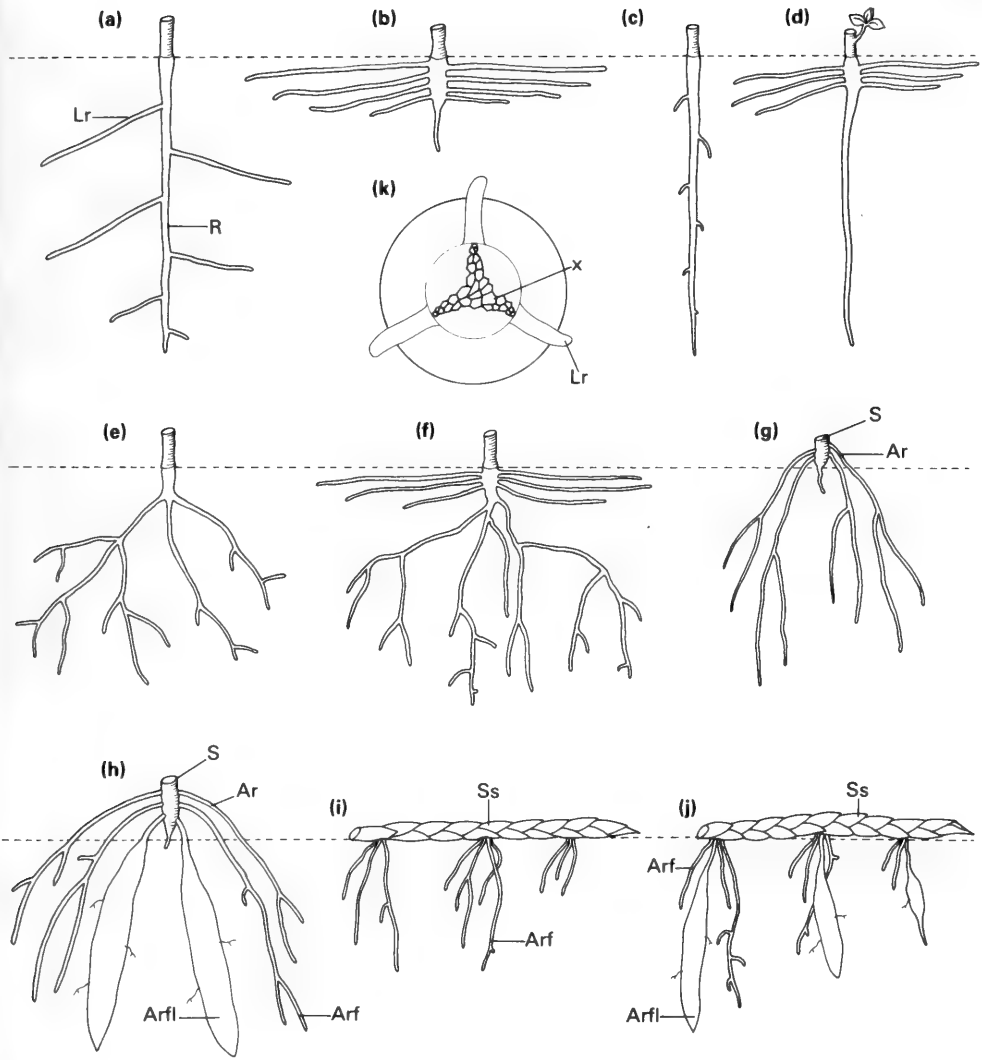 (a)
(b)
(c)
(d)
Lr
(k)
R
x
Lr
(e)
(f)
(g)
S
Ar
(h)
S
Ar
(i)
Ss
(j)
Ss
Arf
Arf
Arfl
Arf
Arfl